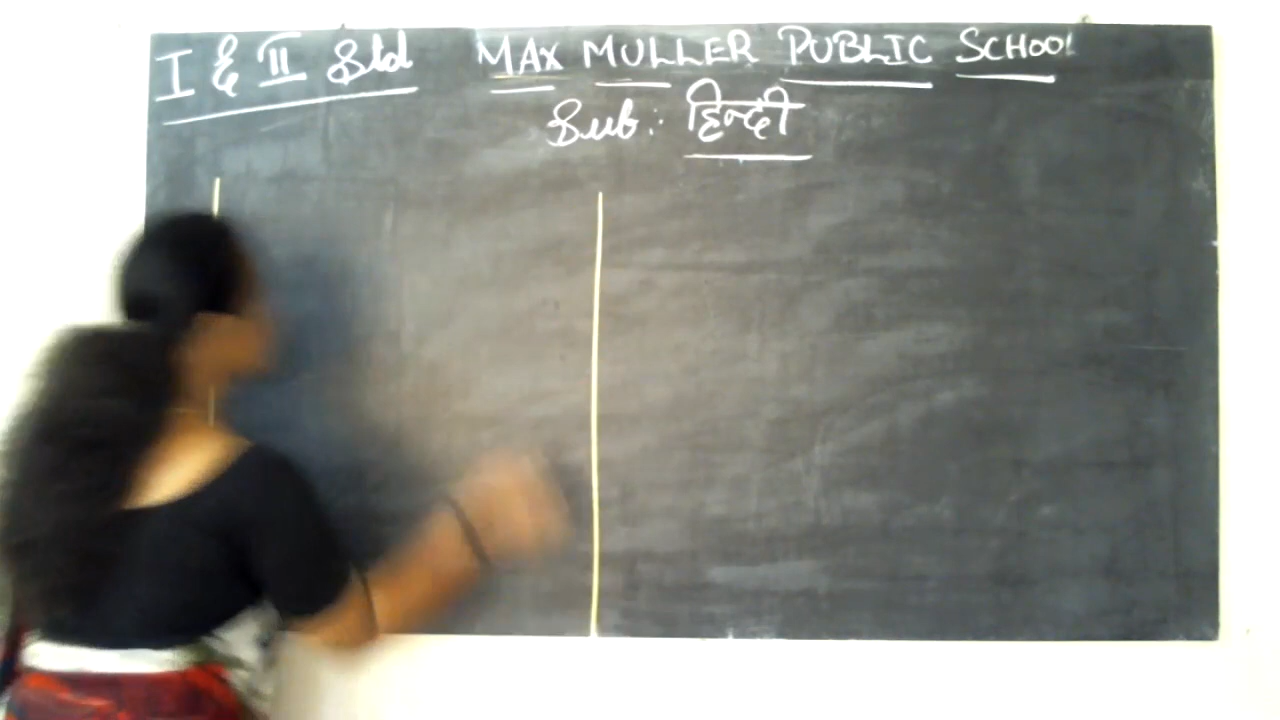 I & II Std MAX MULLER PUBLIC SCHOOL
Sub: हिन्दी